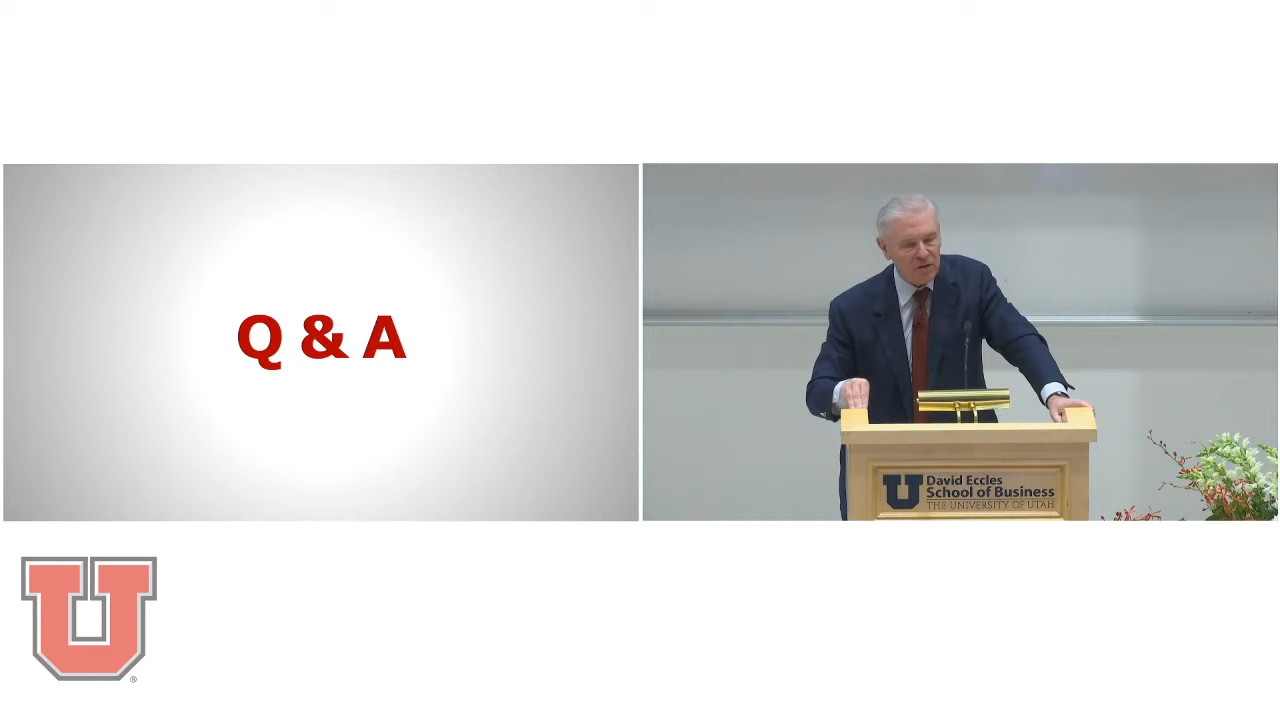 Q & A
U David Eccles
School of Business
THE UNIVERSITY OF UTAH
U
®